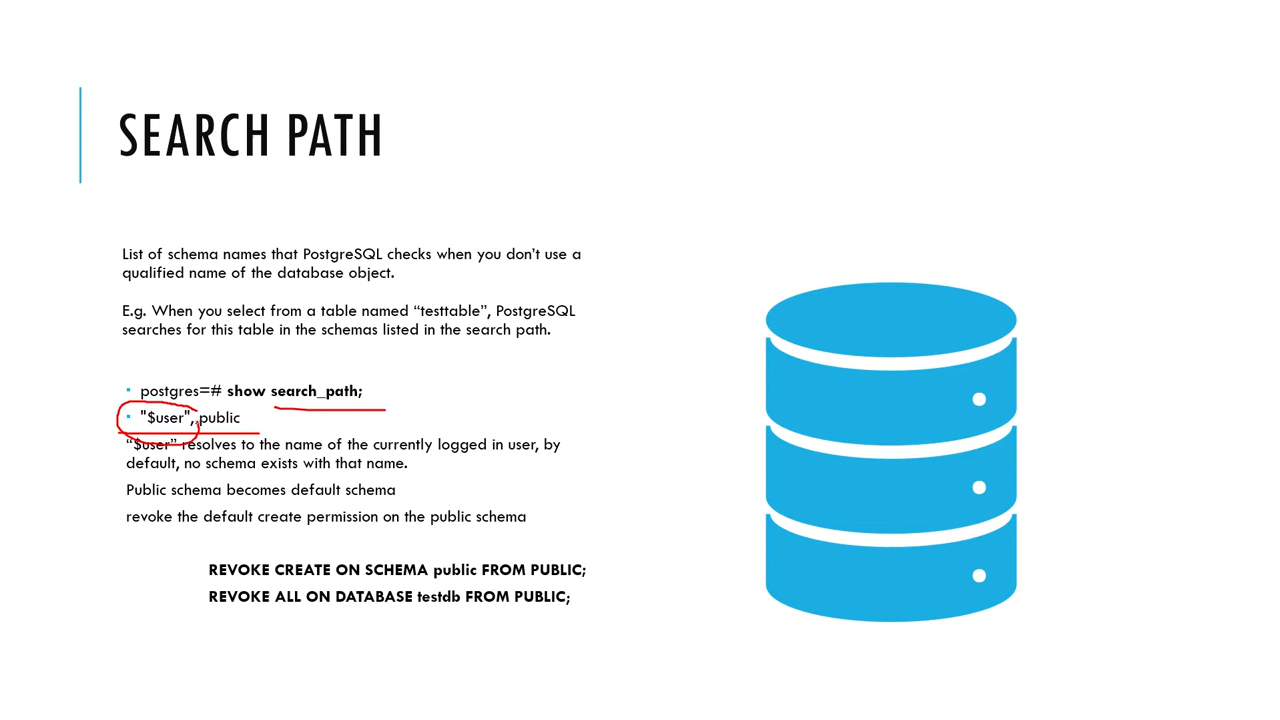 SEARCH PATH
List of schema names that PostgreSQL checks when you don’t use a
qualified name of the database object.
E.g. When you select from a table named “testtable”, PostgreSQL
searches for this table in the schemas listed in the search path.
postgres=# show search_path;
"$user", public
“$user” resolves to the name of the currently logged in user, by
default, no schema exists with that name.
Public schema becomes default schema
revoke the default create permission on the public schema
REVOKE CREATE ON SCHEMA public FROM PUBLIC;
REVOKE ALL ON DATABASE testdb FROM PUBLIC;